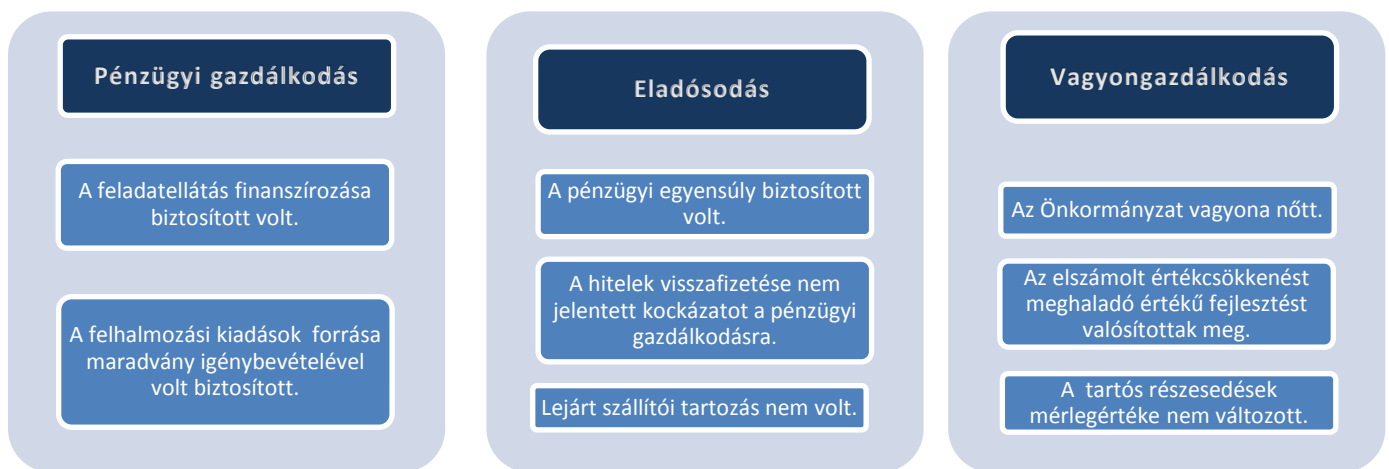 Pénzügyi gazdálkodás
A feladatellátás finanszírozása
biztosított volt.
A felhalmozási kiadások forrása
maradvány igénybevételével
volt biztosított.
Eladósodás
A pénzügyi egyensúly biztosított
volt.
A hitelek visszafizetése nem
jelentett kockázatot a pénzügyi
gazdálkodásra.
Lejárt szállítói tartozás nem volt.
Vagyongazdálkodás
Az Önkormányzat vagyona nőtt.
Az elszámolt értékcsökkenést
meghaladó értékű fejlesztést
valósítottak meg.
A tartós részesedések
mérlegértéke nem változott.